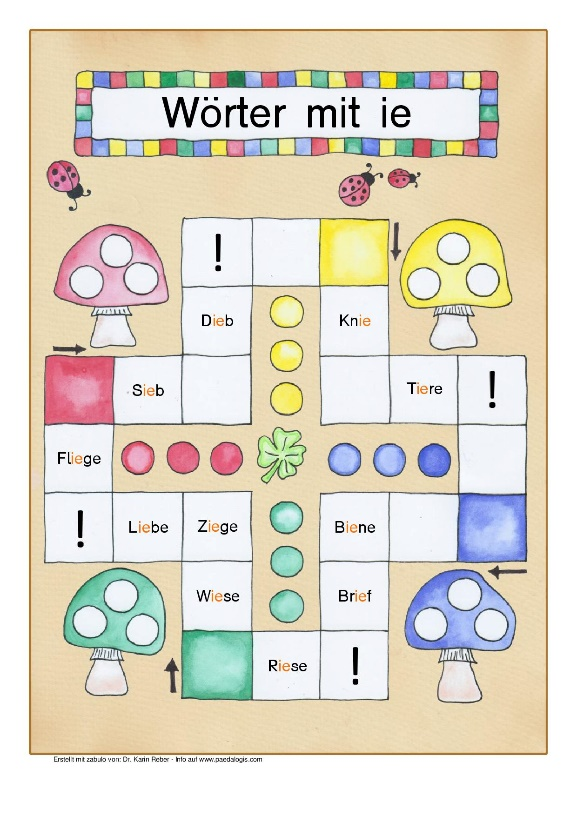 Wörter mit ie
!
Dieb
Knie
Sieb
Tiere
!
Fliege
!
Liebe
Ziege
Biene
Wiese
Brief
Riese
!
Erstellt mit zabulo von: Dr. Karin Reber - Info auf www.paedalogis.com